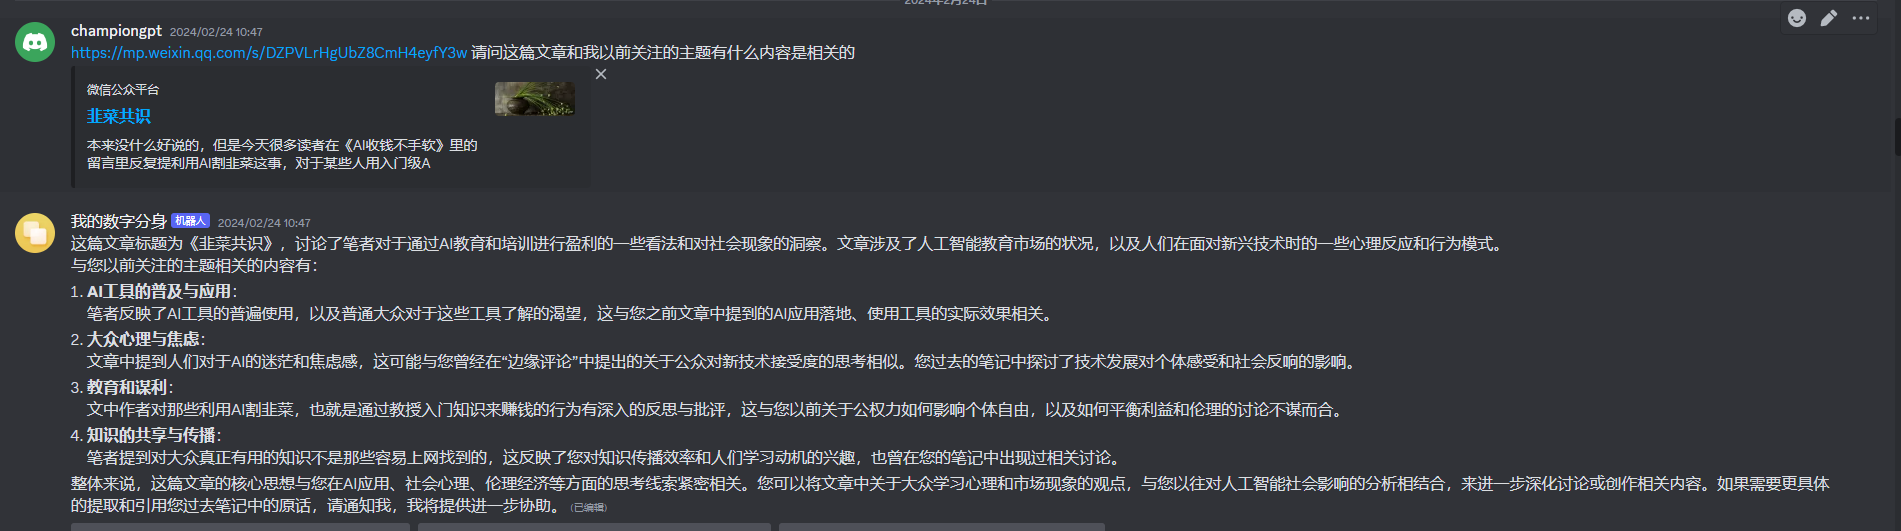 2024年2月24日
championgpt 2024/02/24 10:47
https://mp.weixin.qq.com/s/DZPVLrHgUbZ8CmH4eyfY3w 请问这篇文章和我以前关注的主题有什么内容是相关的
微信公众平台
韭菜共识
本来没什么好说的，但是今天很多读者在《AI收钱不手软》里的
留言里反复提利用AI割韭菜这事，对于某些人用入门级A
我的数字分身 机器人 2024/02/24 10:47
这篇文章标题为《韭菜共识》，讨论了笔者对于通过AI教育和培训进行盈利的一些看法和对社会现象的洞察。文章涉及了人工智能教育市场的状况，以及人们在面对新兴技术时的一些心理反应和行为模式。
与您以前关注的主题相关的内容有：
1. AI工具的普及与应用：
笔者反映了AI工具的普遍使用，以及普通大众对于这些工具了解的渴望，这与您之前文章中提到的AI应用落地、使用工具的实际效果相关。
2. 大众心理与焦虑：
文章中提到人们对于AI的迷茫和焦虑感，这可能与您曾经在“边缘评论”中提出的关于公众对新技术接受度的思考相似。您过去的笔记中探讨了技术发展对个体感受和社会反响的影响。
3. 教育和谋利：
文中作者对那些利用AI割韭菜，也就是通过教授入门知识来赚钱的行为有深入的反思与批评，这与您以前关于公权力如何影响个体自由，以及如何平衡利益和伦理的讨论不谋而合。
4. 知识的共享与传播：
笔者提到对大众真正有用的知识不是那些容易上网找到的，这反映了您对知识传播效率和人们学习动机的兴趣，也曾在您的笔记中出现过相关讨论。
整体来说，这篇文章的核心思想与您在AI应用、社会心理、伦理经济等方面的思考线索紧密相关。您可以将文章中关于大众学习心理和市场现象的观点，与您以往对人工智能社会影响的分析相结合，来进一步深化讨论或创作相关内容。如果需要更具体
的提取和引用您过去笔记中的原话，请通知我，我将提供进一步协助。 (已编辑)